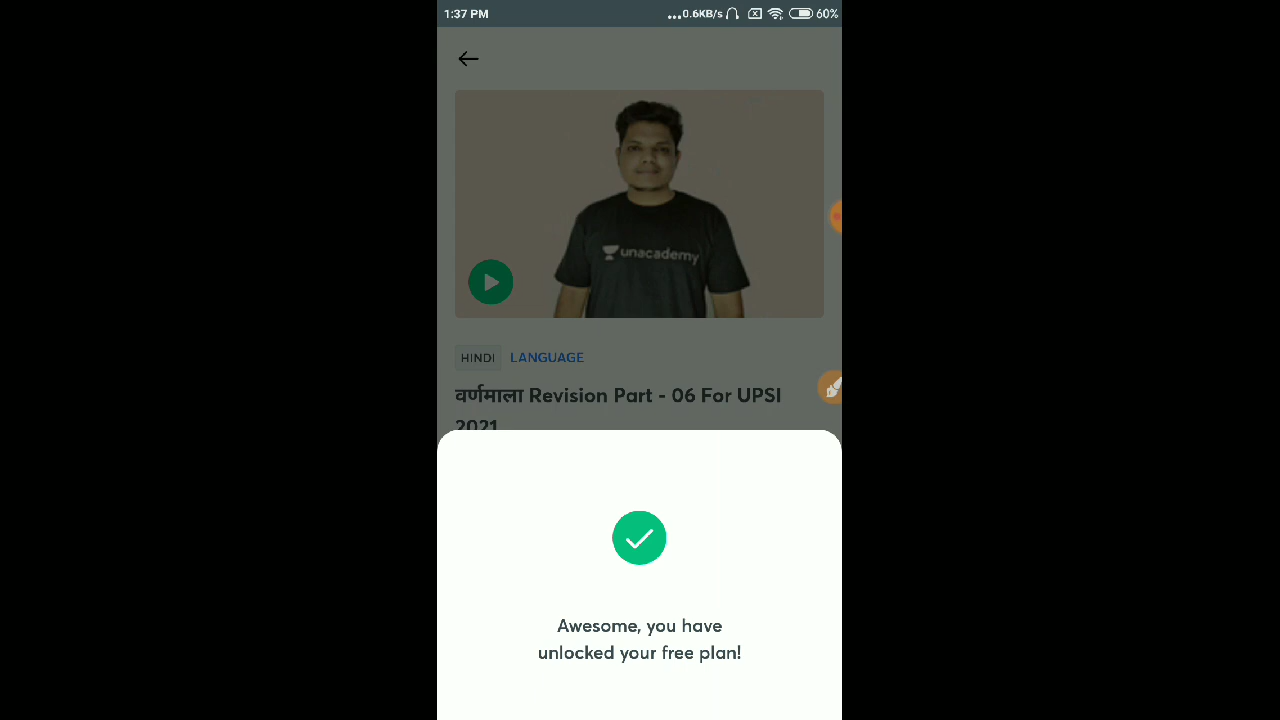 1:37 PM
...0.6KB/s
60%
unacademy
HINDI LANGUAGE
वर्णमाला Revision Part - 06 For UPSI
2021
Awesome, you have
unlocked your free plan!